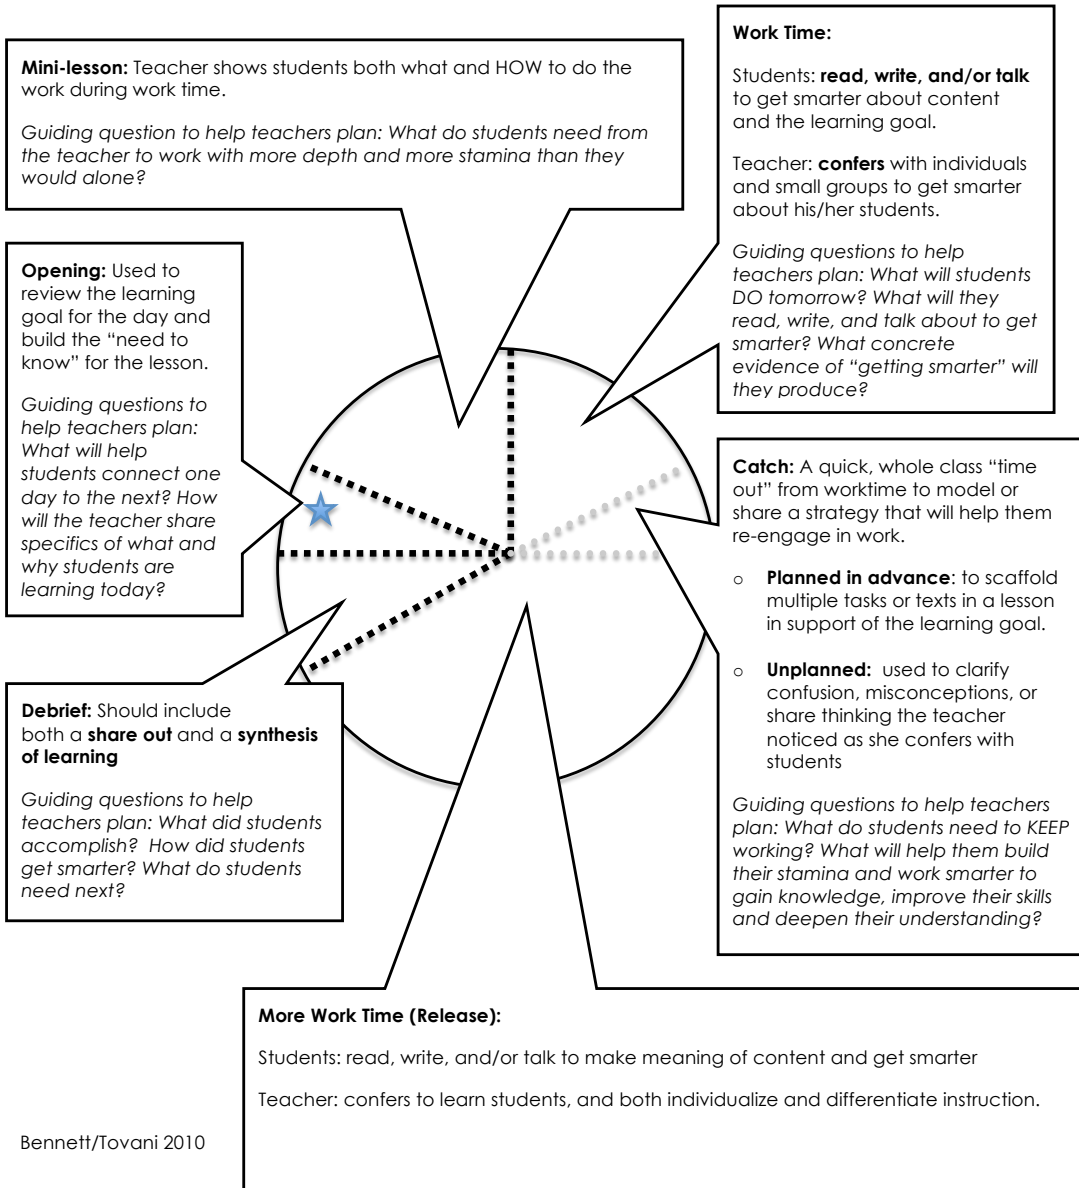 Mini-lesson: Teacher shows students both what and HOW to do the
work during work time.
Guiding question to help teachers plan: What do students need from
the teacher to work with more depth and more stamina than they
would alone?
Work Time:
Students: read, write, and/or talk
to get smarter about content
and the learning goal.
Teacher: confers with individuals
and small groups to get smarter
about his/her students.
Guiding questions to help
teachers plan: What will students
DO tomorrow? What will they
read, write, and talk about to get
smarter? What concrete
evidence of “getting smarter” will
they produce?
Opening: Used to
review the learning
goal for the day and
build the “need to
know” for the lesson.
Guiding questions to
help teachers plan:
What will help
students connect one
day to the next? How
will the teacher share
specifics of what and
why students are
learning today?
Catch: A quick, whole class “time
out” from worktime to model or
share a strategy that will help them
re-engage in work.
o Planned in advance: to scaffold
multiple tasks or texts in a lesson
in support of the learning goal.
o Unplanned: used to clarify
confusion, misconceptions, or
share thinking the teacher
noticed as she confers with
students
Guiding questions to help teachers
plan: What do students need to KEEP
working? What will help them build
their stamina and work smarter to
gain knowledge, improve their skills
and deepen their understanding?
Debrief: Should include
both a share out and a synthesis
of learning
Guiding questions to help
teachers plan: What did students
accomplish? How did students
get smarter? What do students
need next?
More Work Time (Release):
Students: read, write, and/or talk to make meaning of content and get smarter
Teacher: confers to learn students, and both individualize and differentiate instruction.
Bennett/Tovani 2010